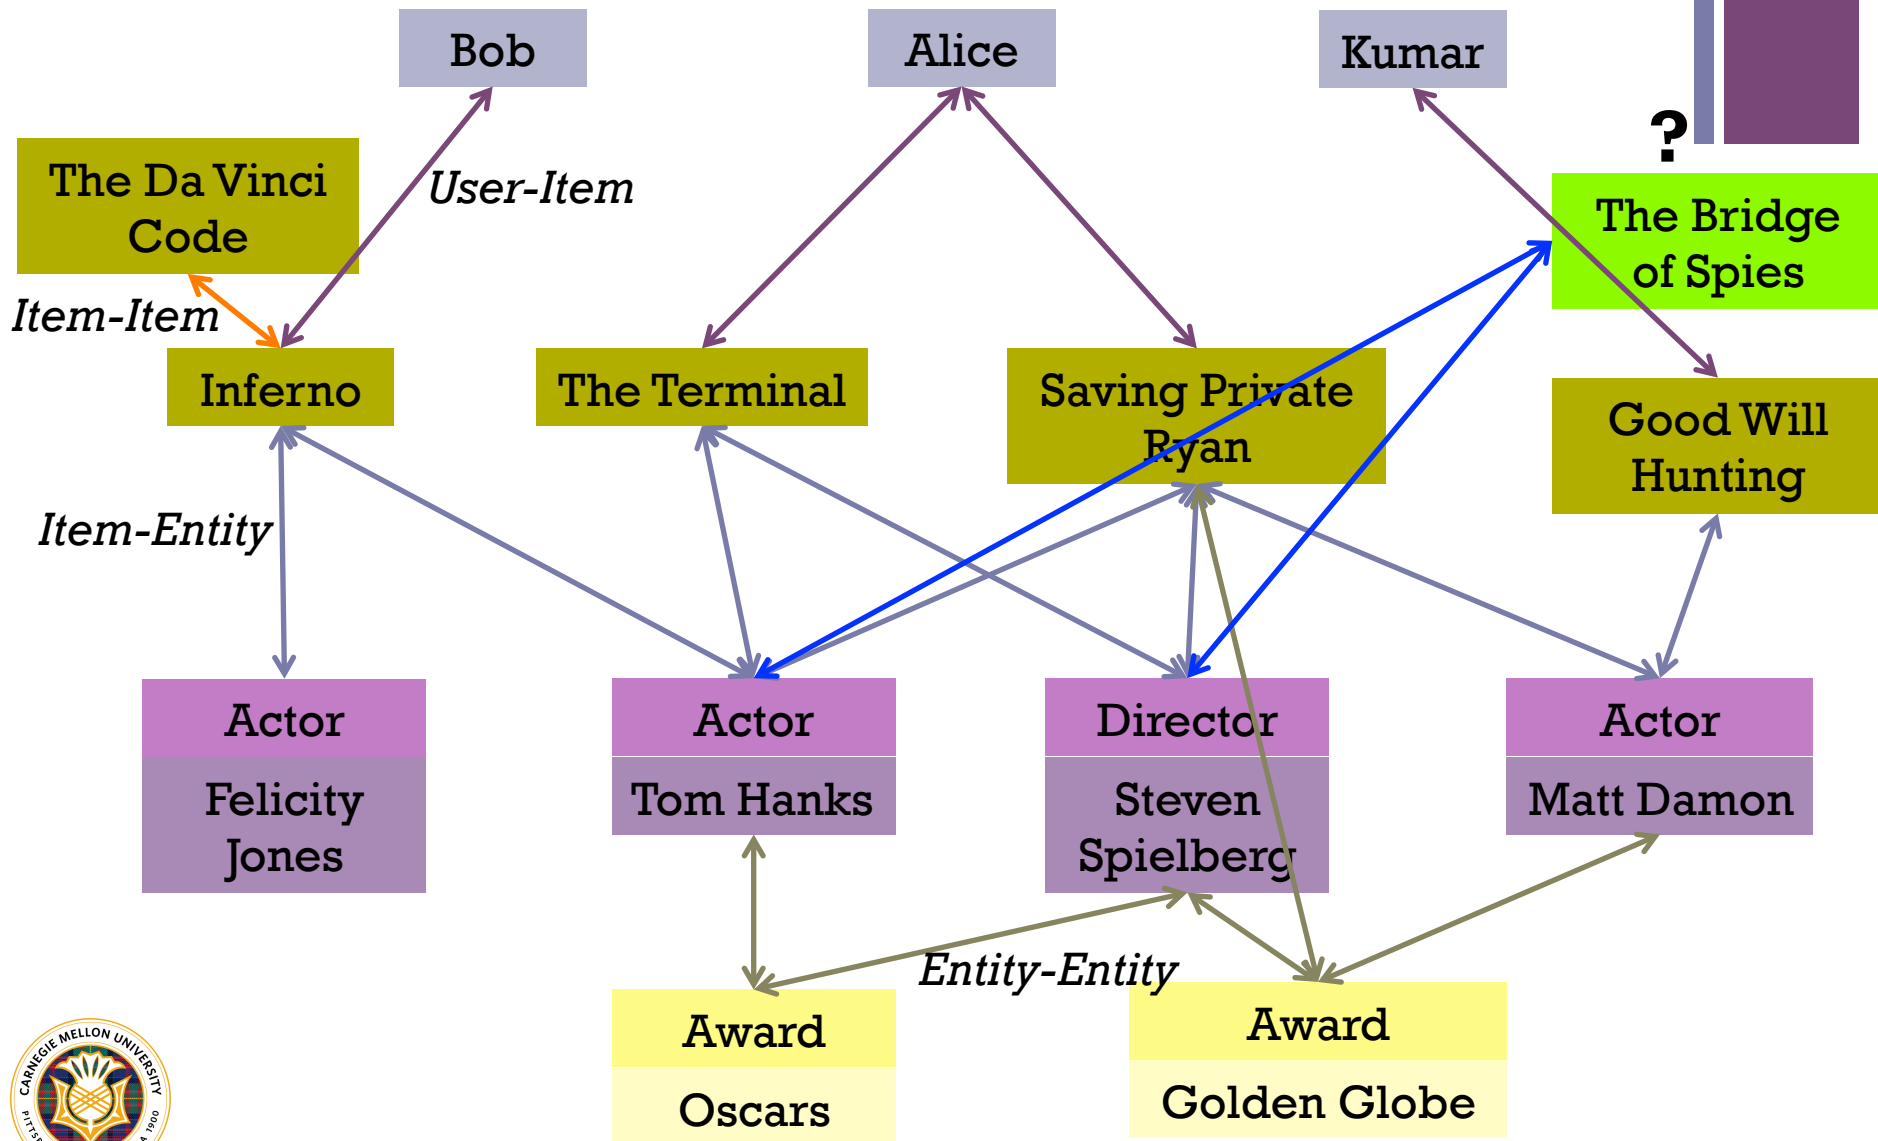 Bob
Alice
Kumar
?
The Da Vinci
Code
User-Item
The Bridge
of Spies
Item-Item
Inferno
The Terminal
Saving Private
Ryan
Good Will
Hunting
Item-Entity
Actor
Felicity
Jones
Actor
Tom Hanks
Director
Steven
Spielberg
Actor
Matt Damon
Entity-Entity
Award
Oscars
Award
Golden Globe
CARNEGIE MELLON UNIVERSITY
1900